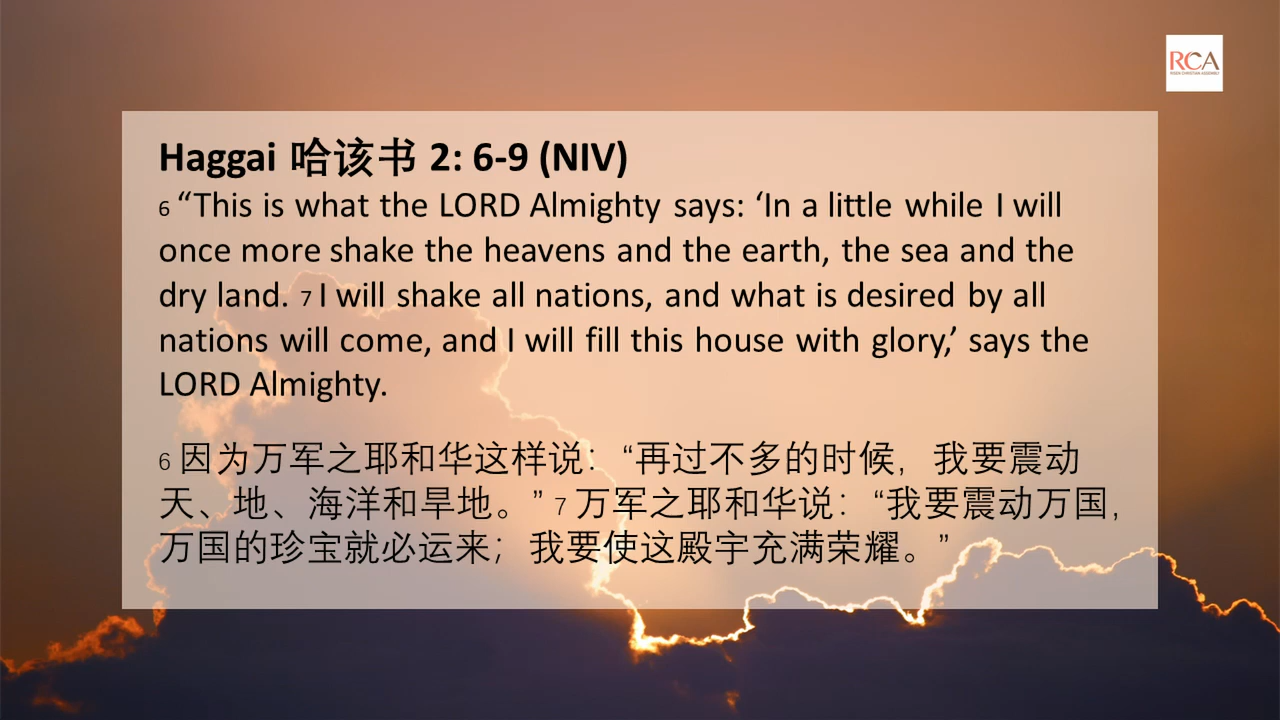 RCA
RISEN CHRISTIAN ASSEMBLY
Haggai 哈该书 2: 6-9 (NIV)
6 “This is what the LORD Almighty says: ‘In a little while I will
once more shake the heavens and the earth, the sea and the
dry land. 7 I will shake all nations, and what is desired by all
nations will come, and I will fill this house with glory,’ says the
LORD Almighty.
6 因为万军之耶和华这样说：“再过不多的时候，我要震动
天、地、海洋和旱地。” 7 万军之耶和华说：“我要震动万国，
万国的珍宝就必运来；我要使这殿宇充满荣耀。”